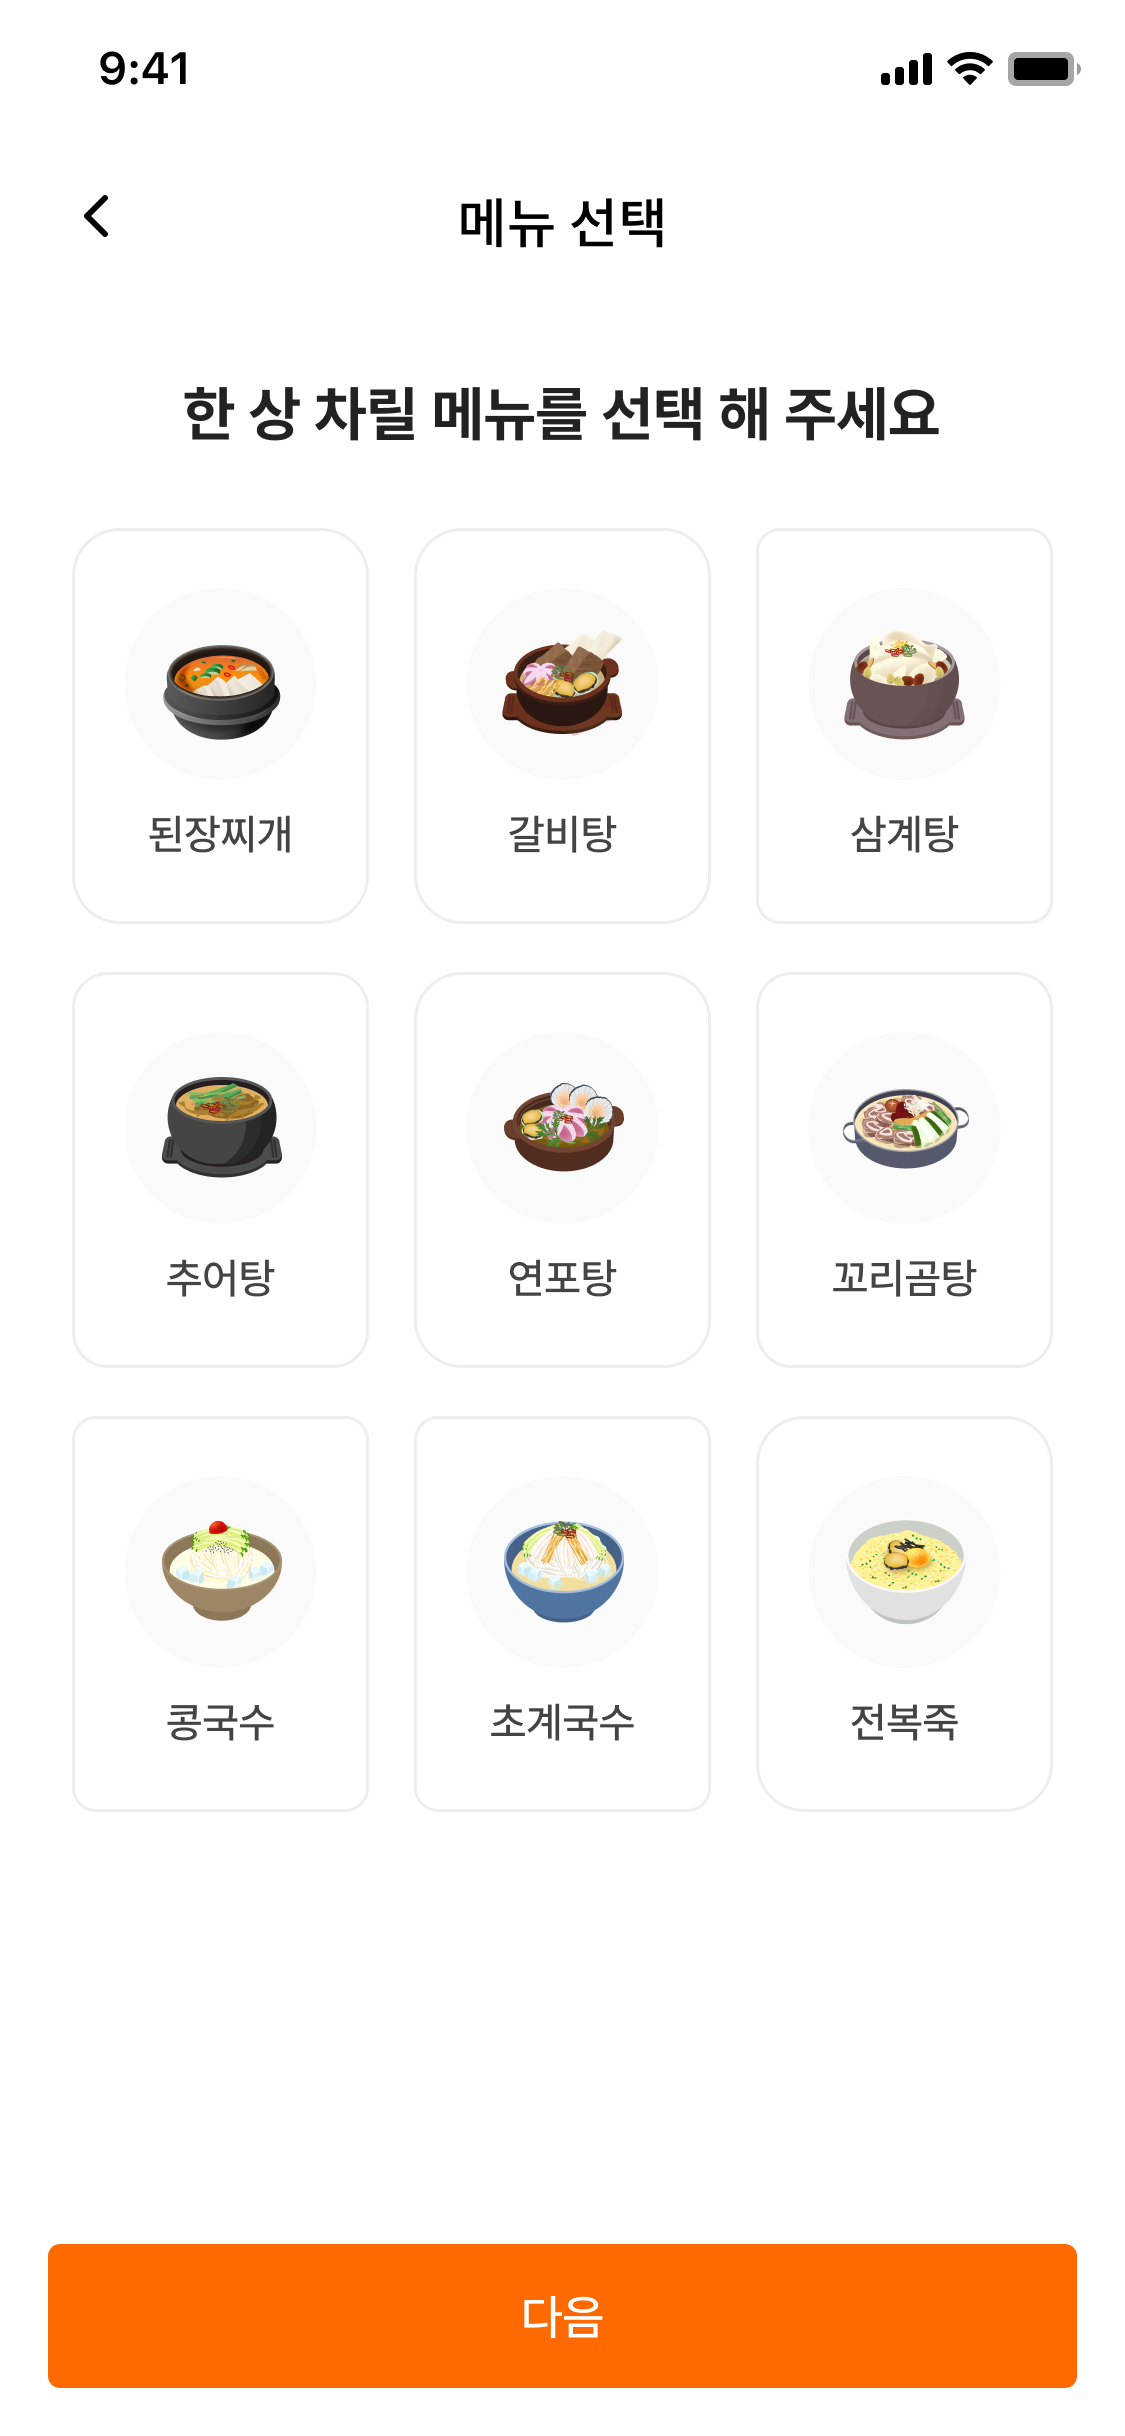 9:41
메뉴 선택
한 상 차릴 메뉴를 선택 해 주세요
된장찌개
갈비탕
삼계탕
추어탕
연포탕
꼬리곰탕
콩국수
초계국수
전복죽
다음